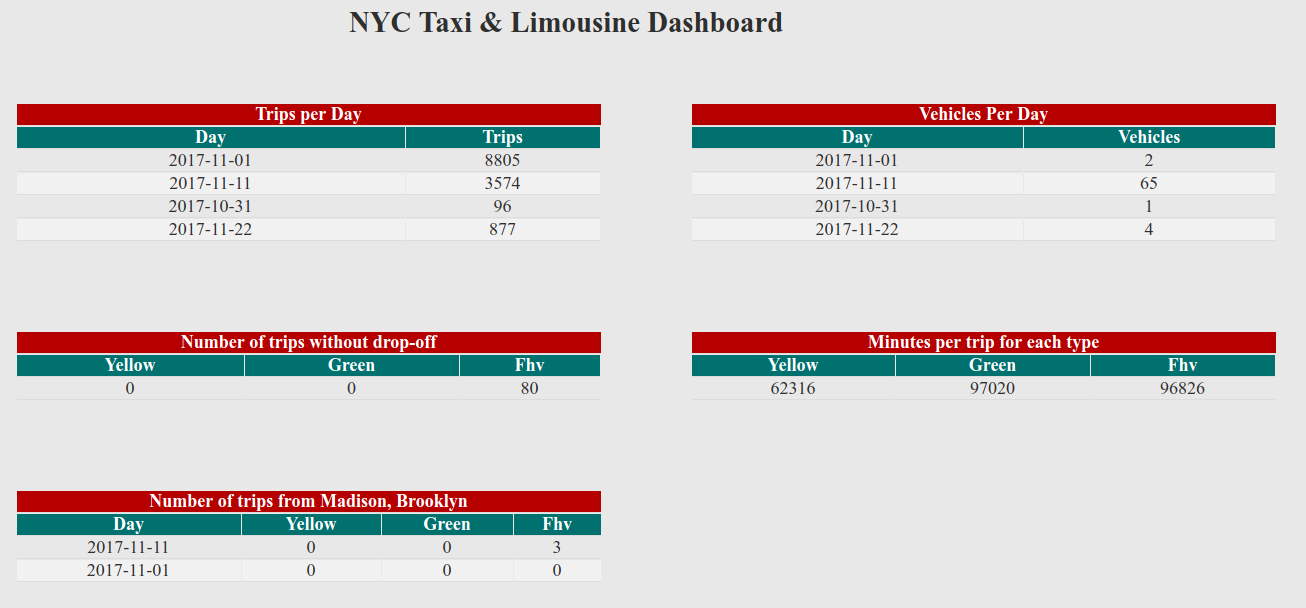 NYC Taxi & Limousine Dashboard
Trips per Day
Day Trips
2017-11-01 8805
2017-11-11 3574
2017-10-31 96
2017-11-22 877
Vehicles Per Day
Day Vehicles
2017-11-01 2
2017-11-11 65
2017-10-31 1
2017-11-22 4
Number of trips without drop-off
Yellow Green Fhv
0 0 80
Minutes per trip for each type
Yellow Green Fhv
62316 97020 96826
Number of trips from Madison, Brooklyn
Day Yellow Green Fhv
2017-11-11 0 0 3
2017-11-01 0 0 0